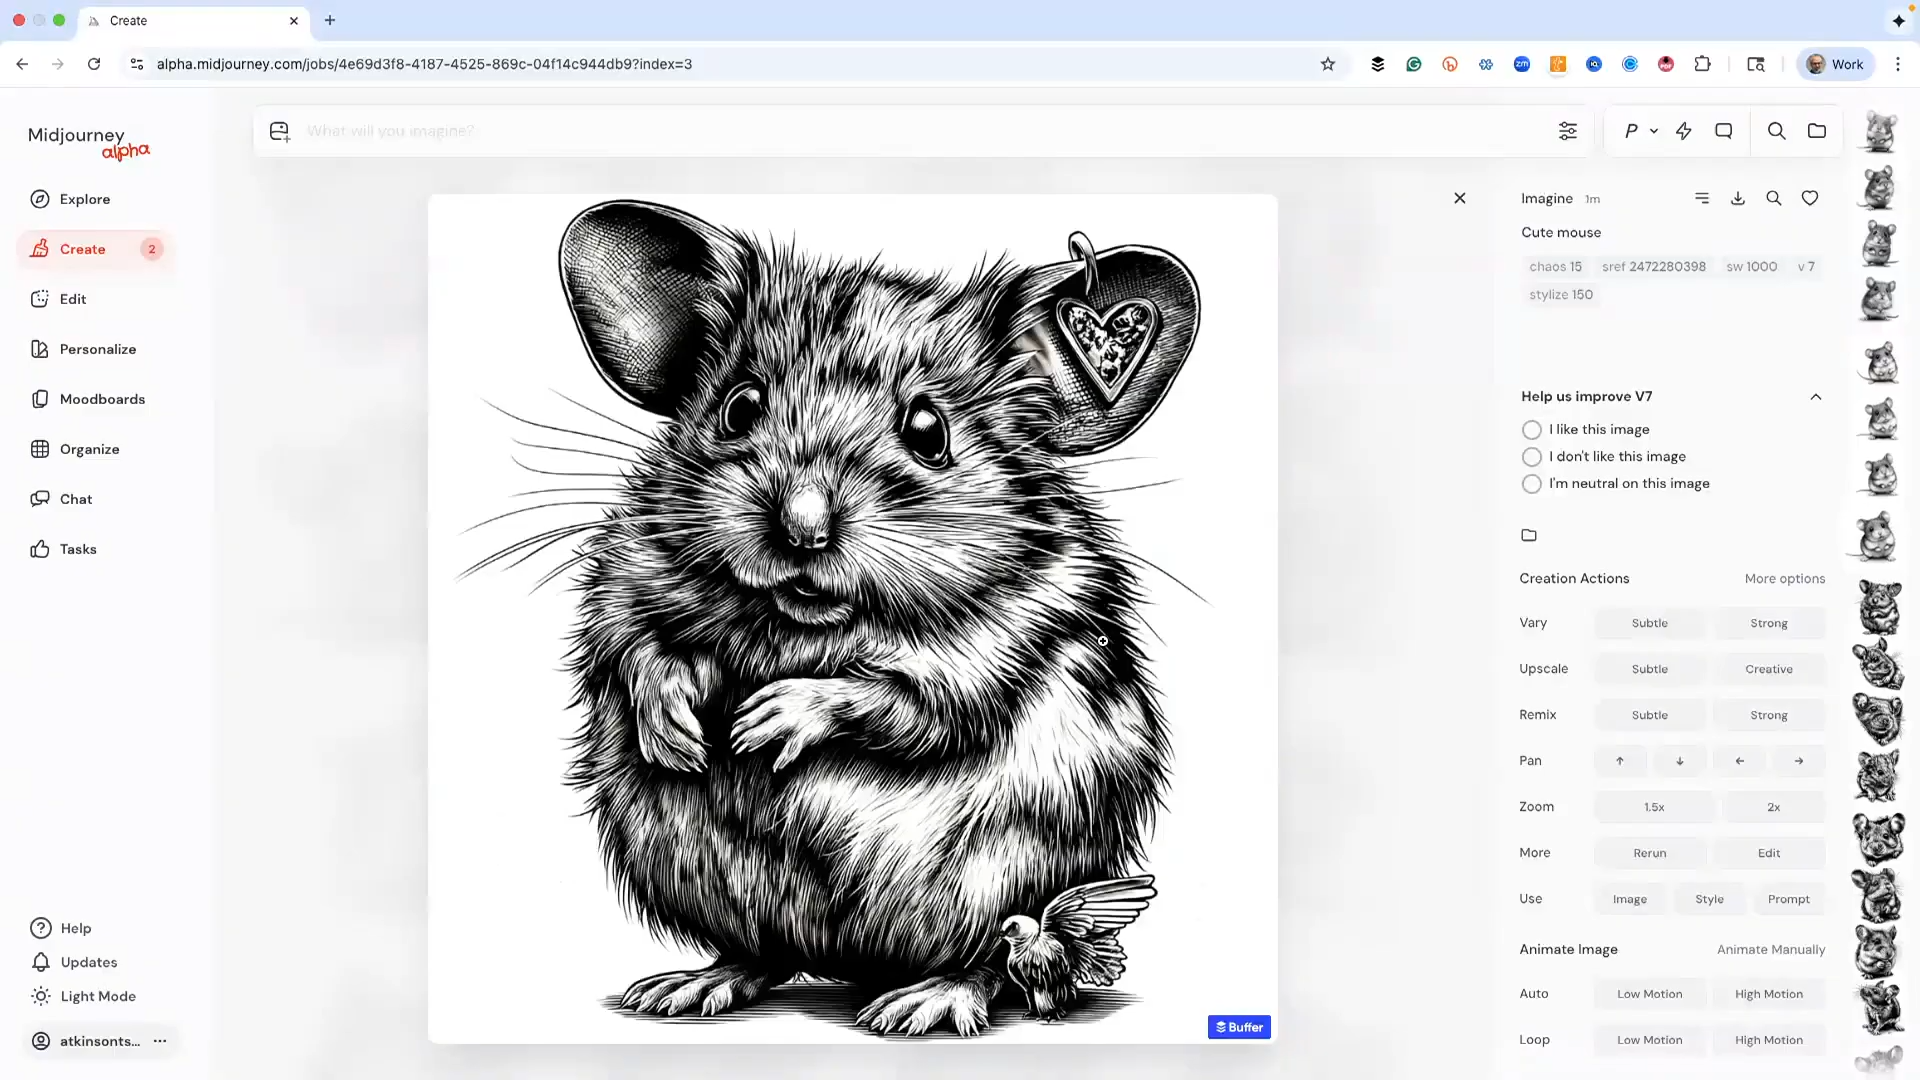 Create
alpha.midjourney.com/jobs/4e69d3f8-4187-4525-869c-04f14c944db9?index=3
Work
Midjourney
alpha
What will you imagine?
P
Explore
Create 2
Edit
Personalize
Moodboards
Organize
Chat
Tasks
Help
Updates
Light Mode
atkinsonts...
Buffer
Imagine 1m
Cute mouse
chaos 15 sref 2472280398 sw 1000 v 7
stylize 150
Help us improve V7
I like this image
I don't like this image
I'm neutral on this image
Creation Actions More options
Vary Subtle Strong
Upscale Subtle Creative
Remix Subtle Strong
Pan ↑ ↓ ← →
Zoom 1.5x 2x
More Rerun Edit
Use Image Style Prompt
Animate Image Animate Manually
Auto Low Motion High Motion
Loop Low Motion High Motion